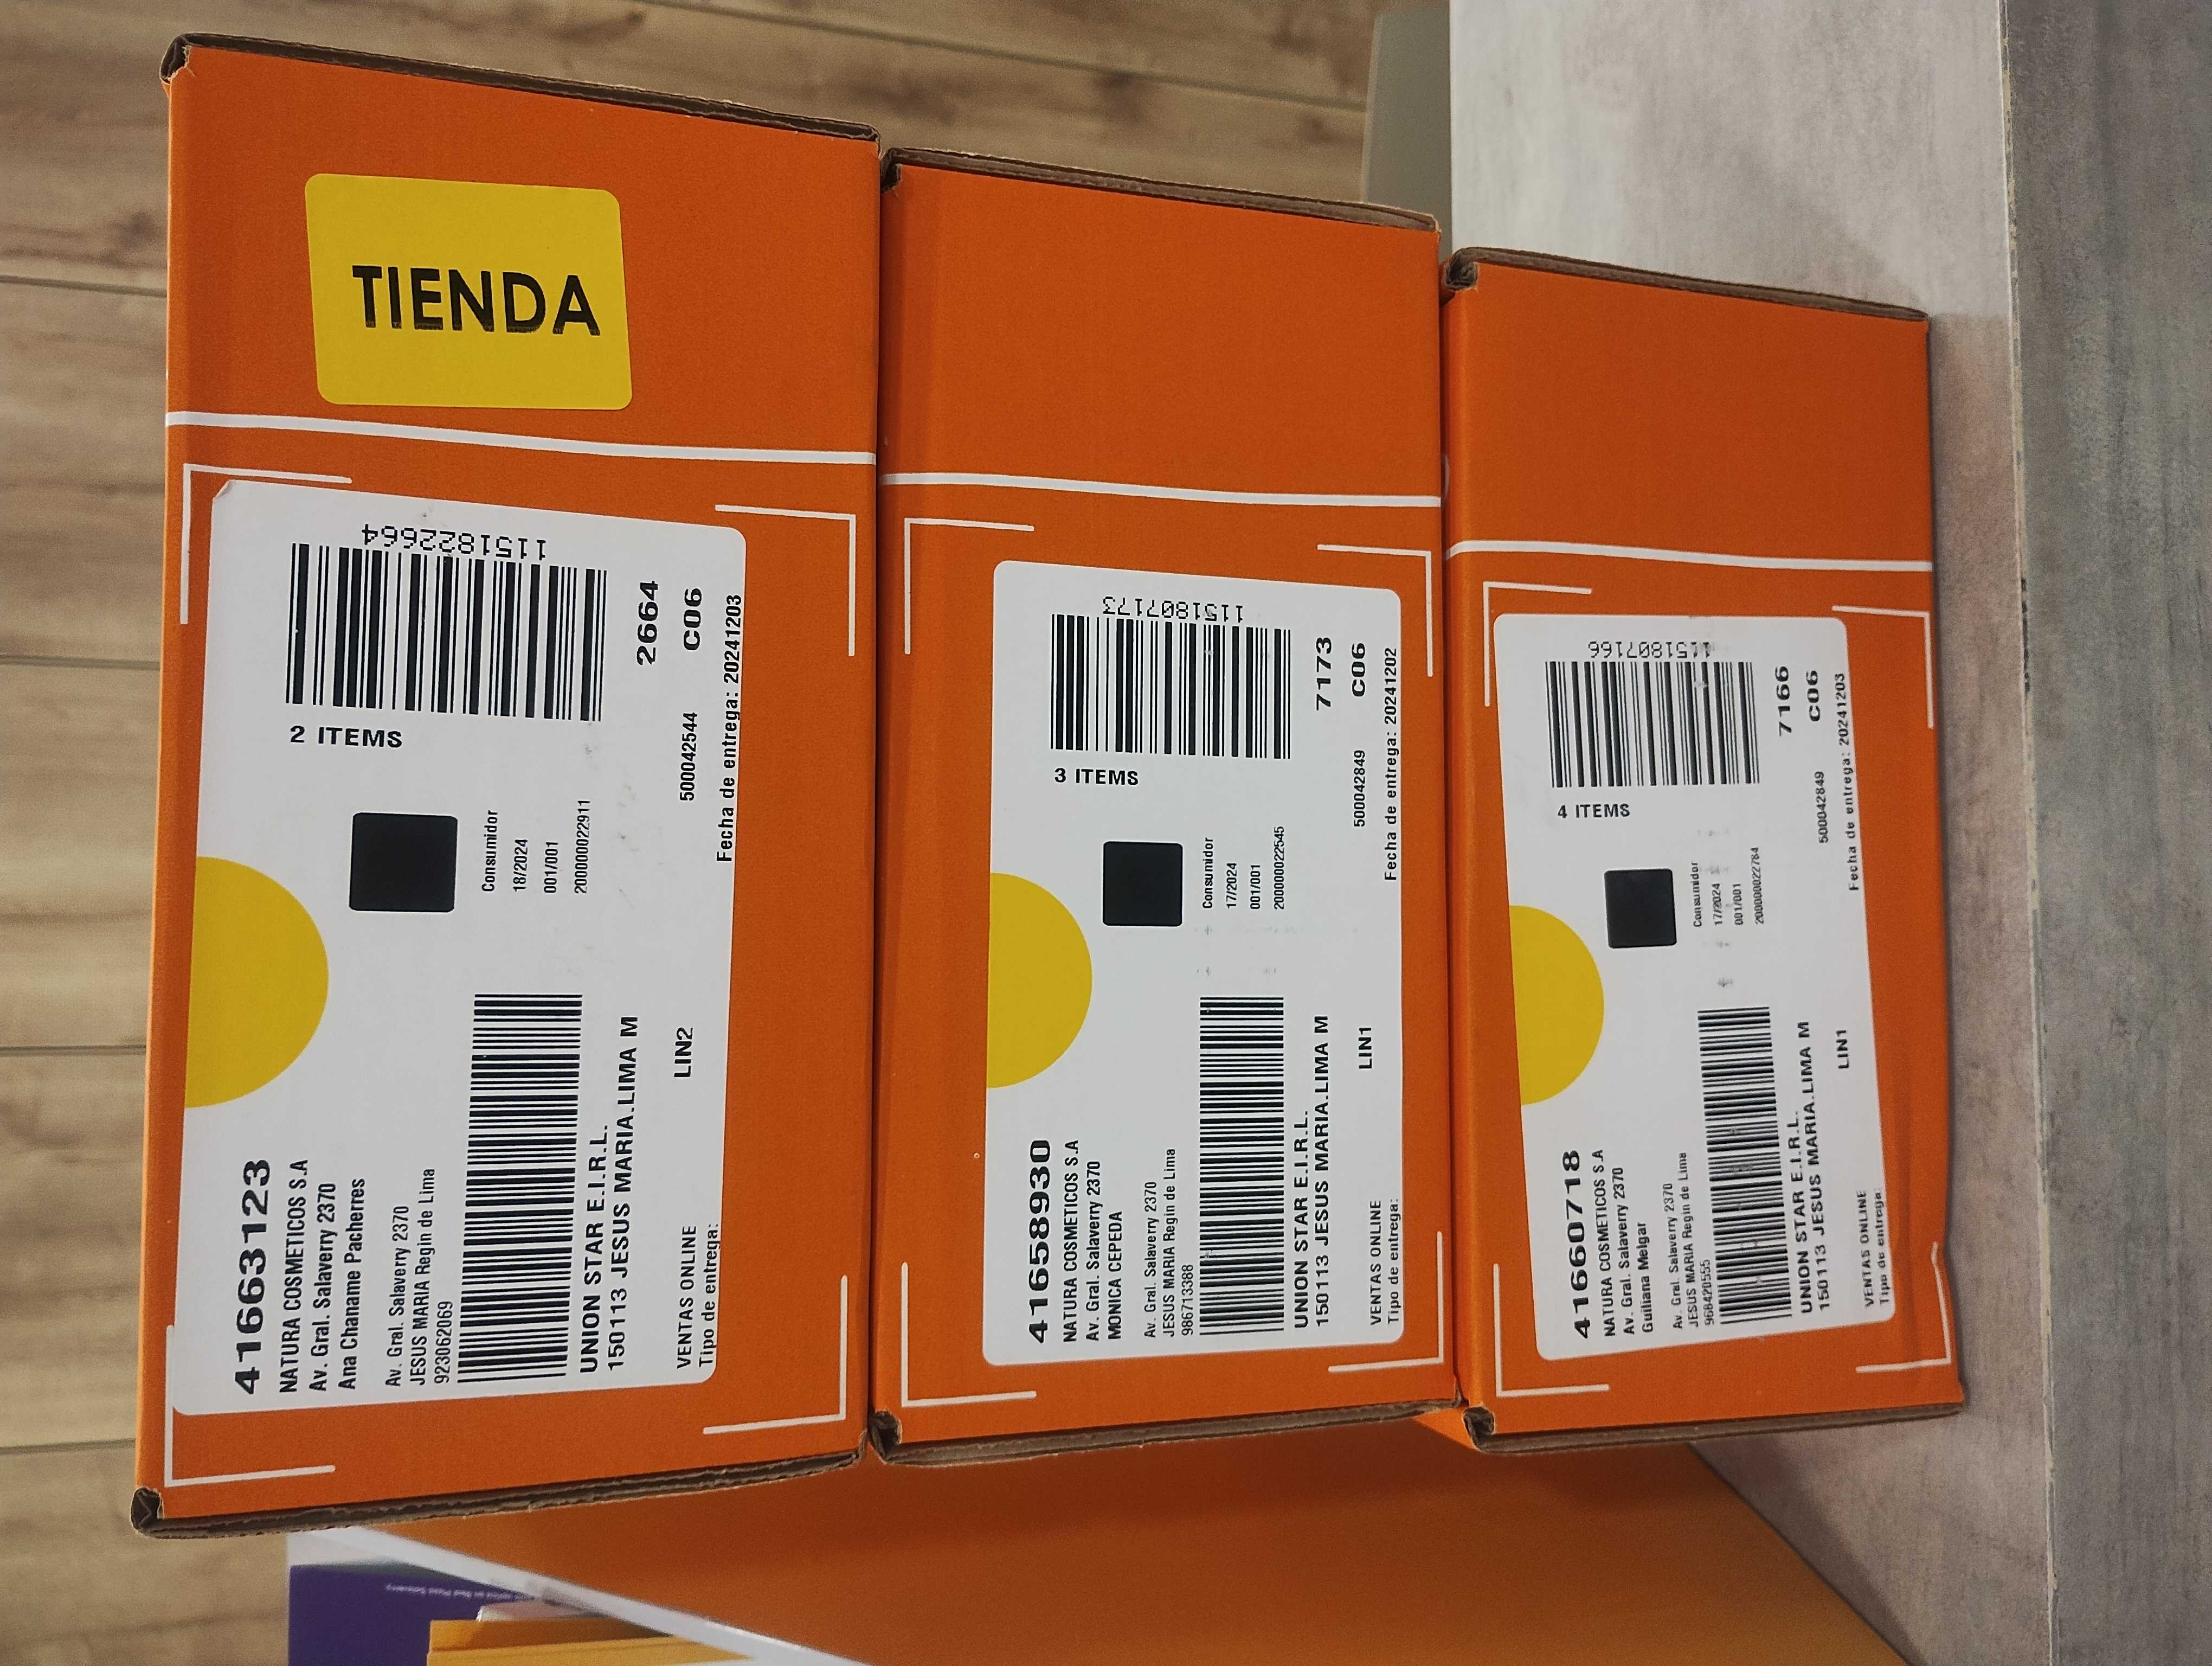 TIENDA
41663123
NATURA COSMETICOS S.A
Av. Gral. Salaverry 2370
Ana Chaname Pacherres
Av. Gral. Salaverry 2370
JESUS MARIA Regin de Lima
923062069
UNION STAR E.I.R.L.
150113 JESUS MARIA.LIMA M
LIN2
VENTAS ONLINE
Tipo de entrega:
2 ITEMS
1151822664
Consumidor
18/2024
001/001
2000000022911
2664
500042544
C06
Fecha de entrega: 20241203
41658930
NATURA COSMETICOS S.A
Av. Gral. Salaverry 2370
MONICA CEPEDA
Av. Gral. Salaverry 2370
JESUS MARIA Regin de Lima
986713388
UNION STAR E.I.R.L.
150113 JESUS MARIA.LIMA M
LIN1
VENTAS ONLINE
Tipo de entrega:
3 ITEMS
1151807173
Consumidor
17/2024
001/001
2000000022545
7173
500042849
C06
Fecha de entrega: 20241202
41660718
NATURA COSMETICOS S.A
Av. Gral. Salaverry 2370
Guiliana Melgar
Av. Gral. Salaverry 2370
JESUS MARIA Regin de Lima
968420555
UNION STAR E.I.R.L.
150113 JESUS MARIA.LIMA M
LIN1
VENTAS ONLINE
Tipo de entrega:
4 ITEMS
1151807166
Consumidor
17/2024
001/001
2000000022784
7166
500042849
C06
Fecha de entrega: 20241203